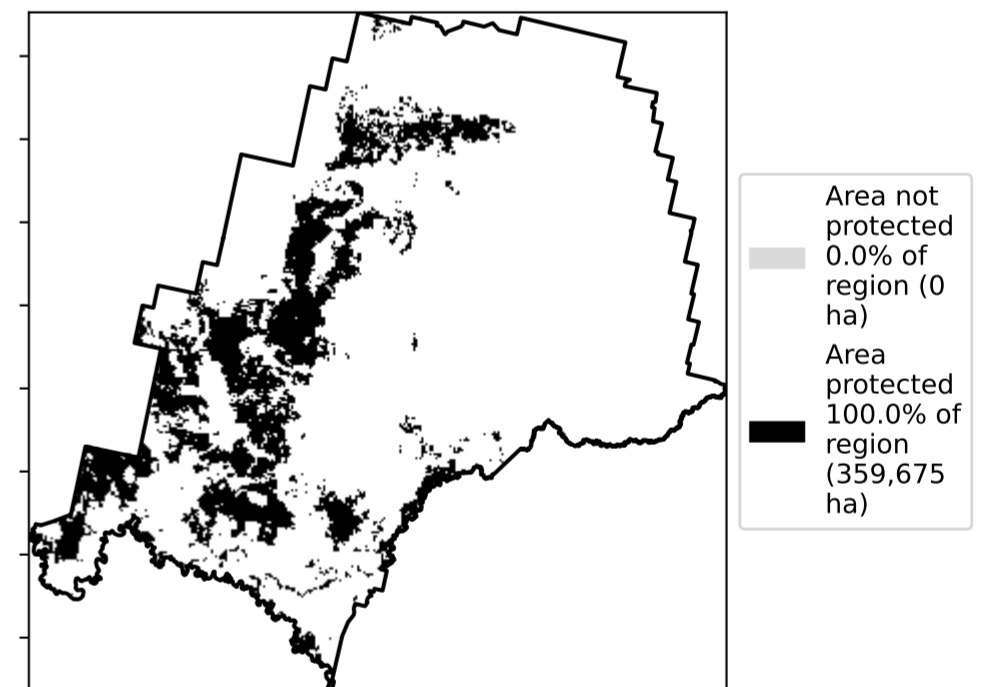 Area not
protected
0.0% of
region (0
ha)
Area
protected
100.0% of
region
(359,675
ha)